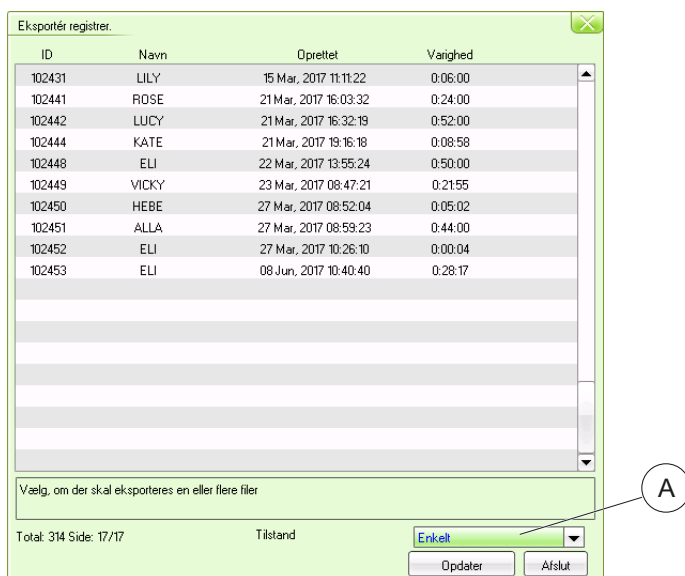 Eksportér registrer.
ID Navn Oprettet Varighed
102431 LILY 15 Mar, 2017 11:11:22 0:06:00
102441 ROSE 21 Mar, 2017 16:03:32 0:24:00
102442 LUCY 21 Mar, 2017 16:32:19 0:52:00
102444 KATE 21 Mar, 2017 19:16:18 0:08:58
102448 ELI 22 Mar, 2017 13:55:24 0:50:00
102449 VICKY 23 Mar, 2017 08:47:21 0:21:55
102450 HEBE 27 Mar, 2017 08:52:04 0:05:02
102451 ALLA 27 Mar, 2017 08:59:23 0:44:00
102452 ELI 27 Mar, 2017 10:26:10 0:00:04
102453 ELI 08 Jun, 2017 10:40:40 0:28:17
Vælg, om der skal eksporteres en eller flere filer
A
Total: 314 Side: 17/17 Tilstand Enkelt
Opdater Afslut